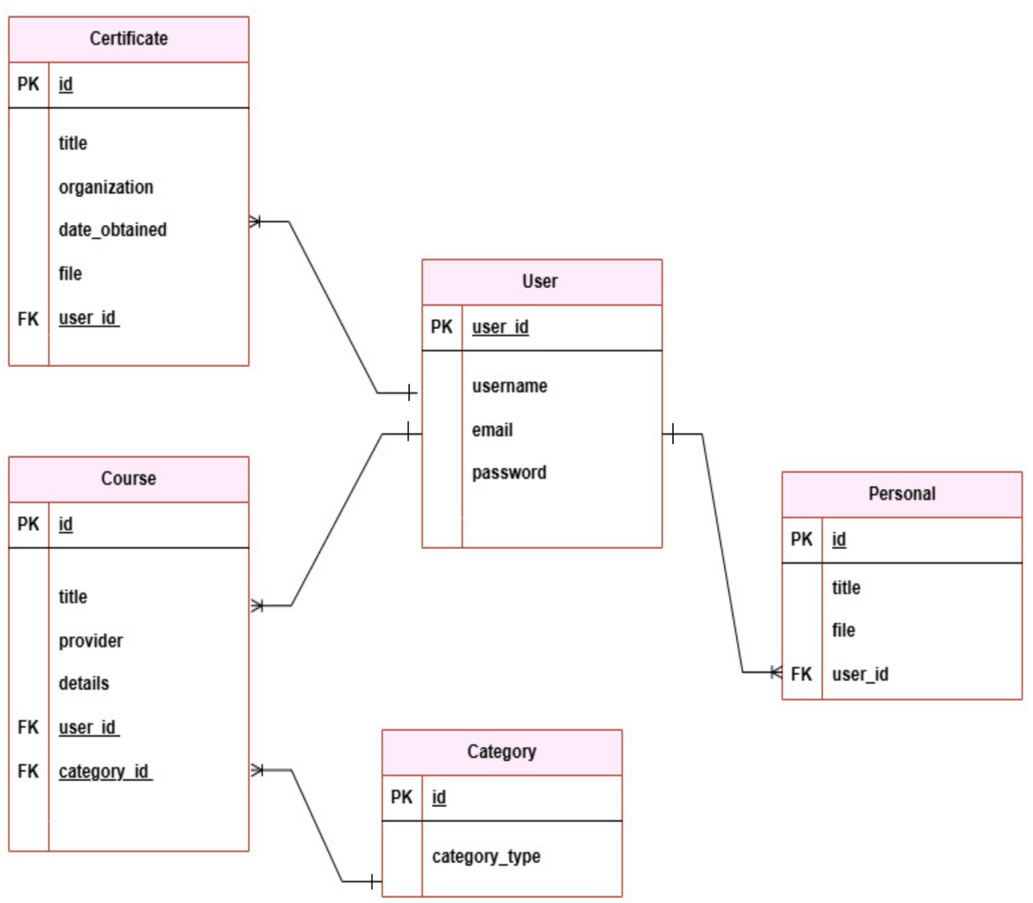 Certificate
PK id
title
organization
date_obtained
file
FK user_id
User
PK user_id
username
email
password
Course
PK id
title
provider
details
FK user_id
FK category_id
Personal
PK id
title
file
FK user_id
Category
PK id
category_type